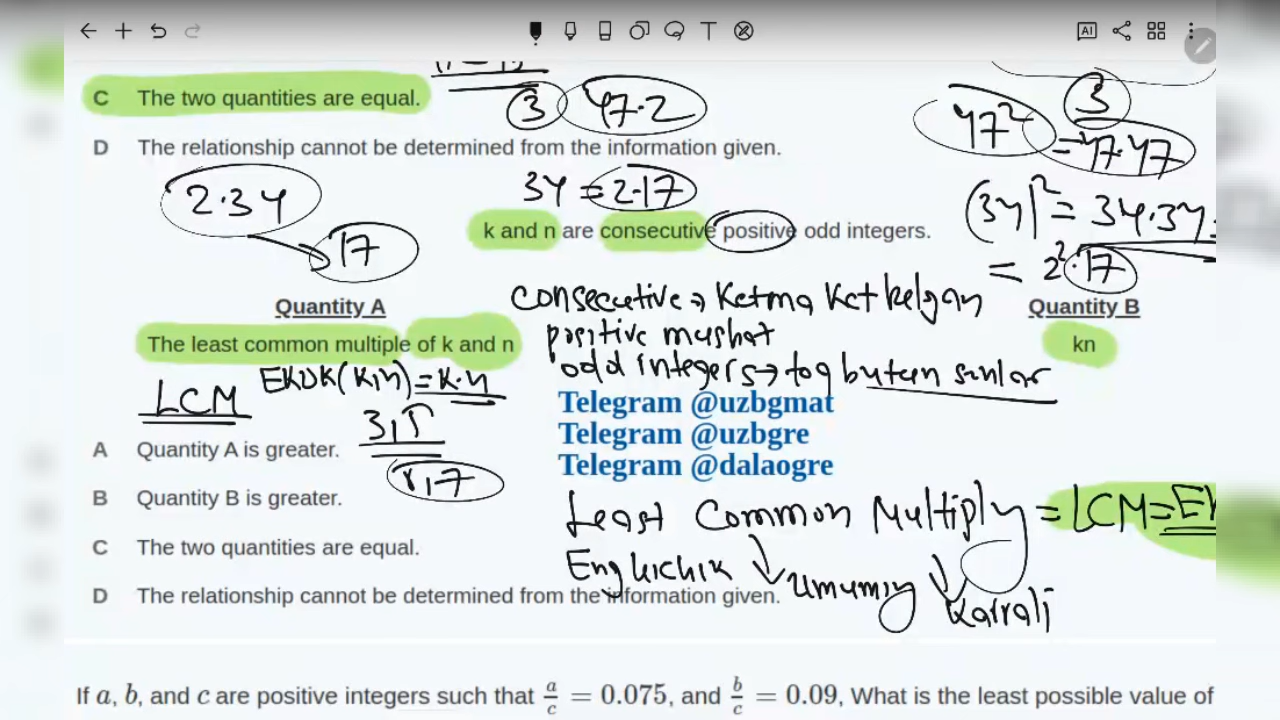 C The two quantities are equal.
3 47·2
47² 3
= 47·47
D The relationship cannot be determined from the information given.
2·34
34 = 2·17
(34)² = 34·34
17
k and n are consecutive positive odd integers.
= 2²·17
Quantity A
consecutive → Ketma Ket kelgan
Quantity B
The least common multiple of k and n
positive mushat
kn
LCM EKUK(k,n) = k·n
odd integers → toq butun sonlar
3,5
Telegram @uzbgmat
A Quantity A is greater.
Telegram @uzbgre
Telegram @dalaogre
B Quantity B is greater.
Least Common Multiply = LCM=
C The two quantities are equal.
Eng kichik
Umumiy
Karrali
D The relationship cannot be determined from the information given.
If a, b, and c are positive integers such that a/c = 0.075, and b/c = 0.09, What is the least possible value of